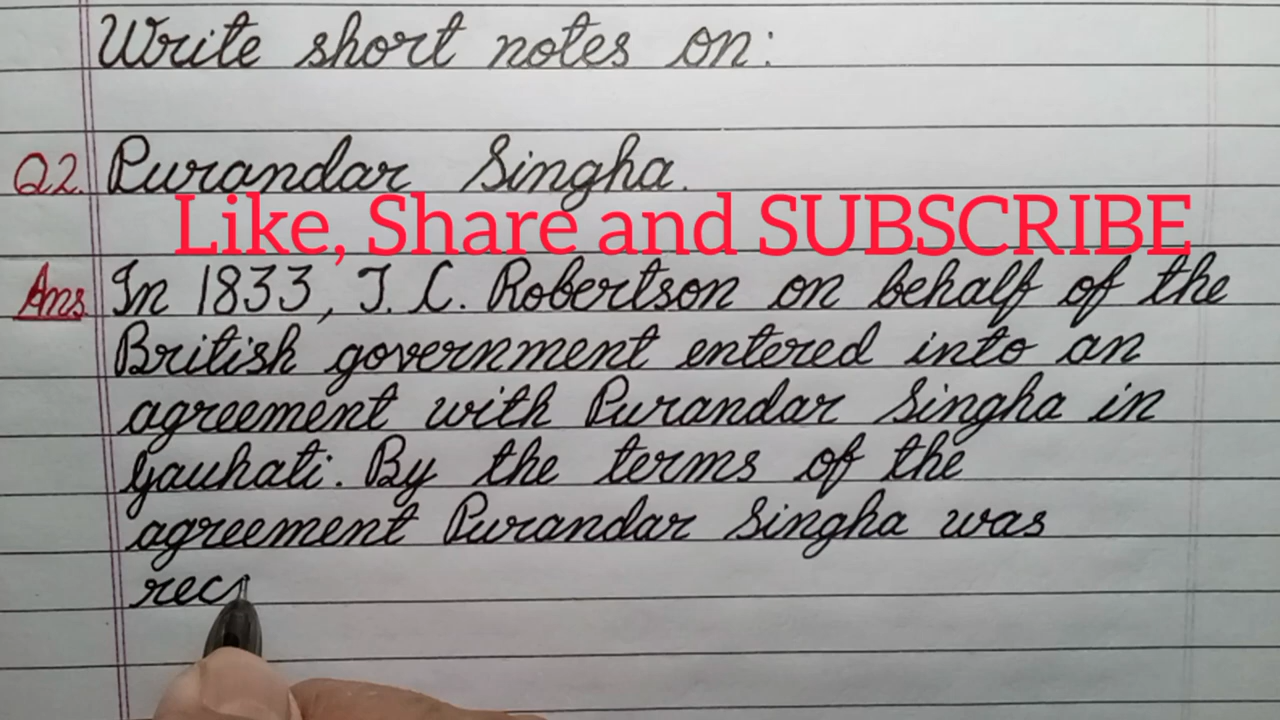 Write short notes on:
Q2. Purandar Singha.
Like, Share and SUBSCRIBE
Ans. In 1833, T. C. Robertson on behalf of the
British government entered into an
agreement with Purandar Singha in
Gauhati. By the terms of the
agreement Purandar Singha was